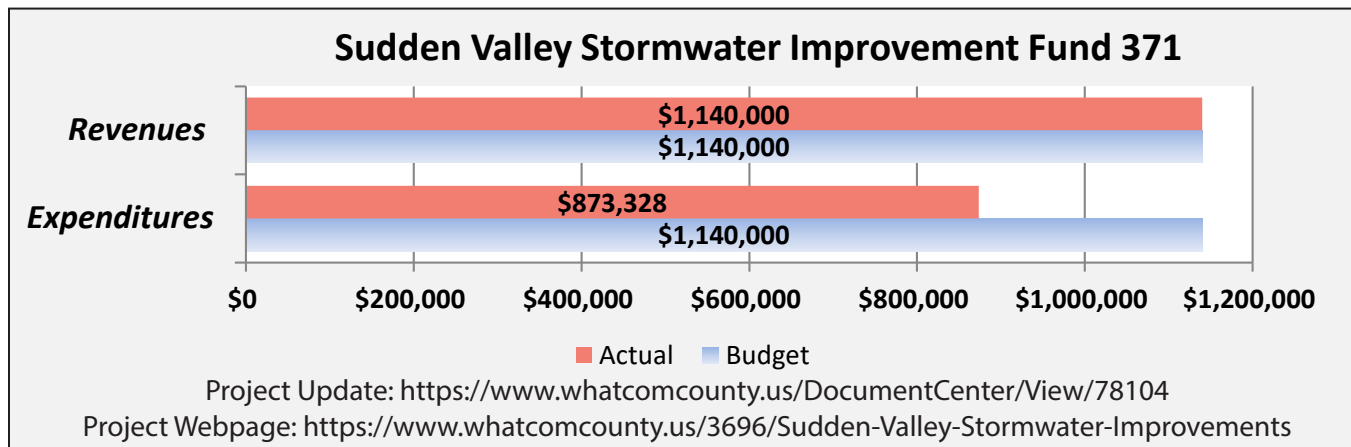 Sudden Valley Stormwater Improvement Fund 371
Revenues
$1,140,000
$1,140,000
Expenditures
$873,328
$1,140,000
$0 $200,000 $400,000 $600,000 $800,000 $1,000,000 $1,200,000
Actual Budget
Project Update: https://www.whatcomcounty.us/DocumentCenter/View/78104
Project Webpage: https://www.whatcomcounty.us/3696/Sudden-Valley-Stormwater-Improvements